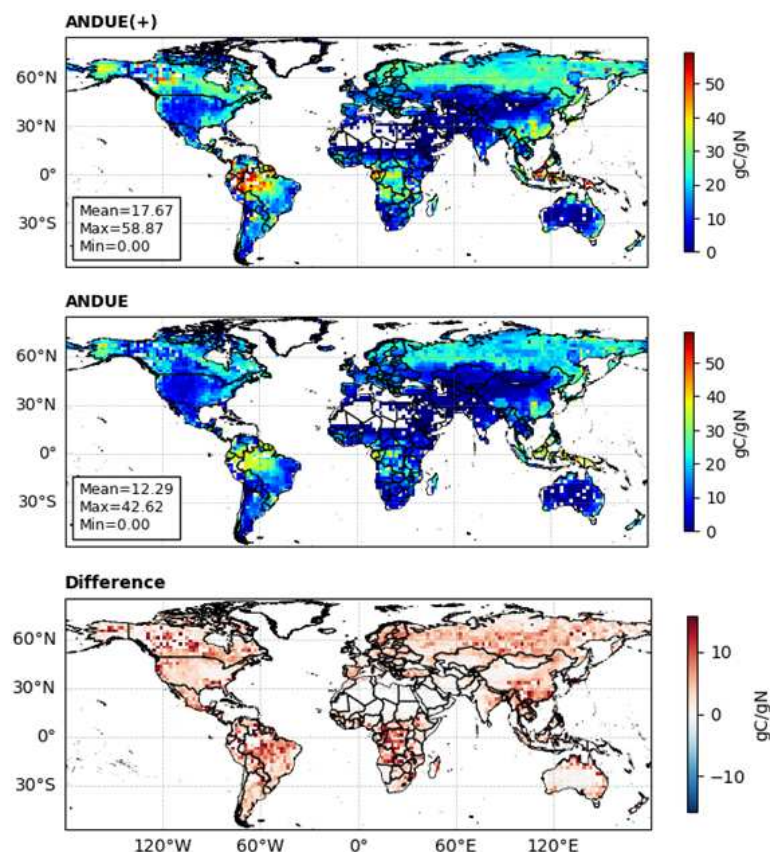 ANDUE(+)
60°N
30°N
0°
30°S
Mean=17.67
Max=58.87
Min=0.00
50
40
30
20
10
0
gC/gN
ANDUE
60°N
30°N
0°
30°S
Mean=12.29
Max=42.62
Min=0.00
50
40
30
20
10
0
gC/gN
Difference
60°N
30°N
0°
30°S
120°W 60°W 0° 60°E 120°E
10
0
−10
gC/gN